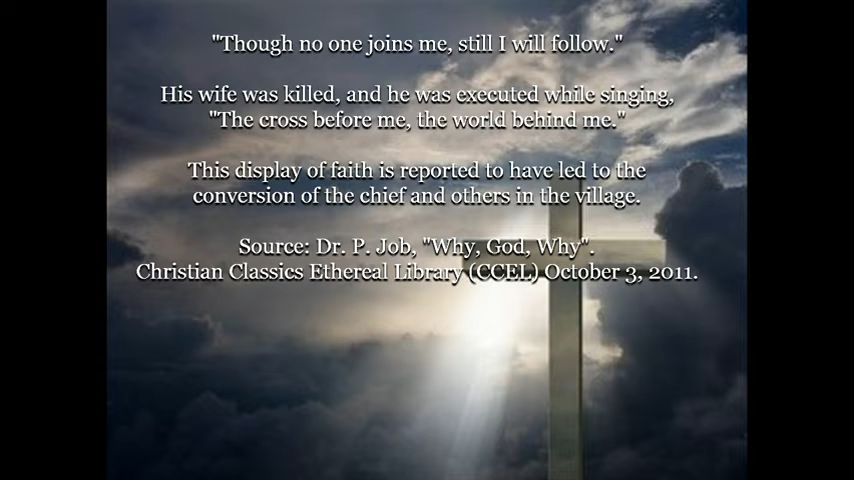 "Though no one joins me, still I will follow."
His wife was killed, and he was executed while singing,
"The cross before me, the world behind me."
This display of faith is reported to have led to the
conversion of the chief and others in the village.
Source: Dr. P. Job, "Why, God, Why".
Christian Classics Ethereal Library (CCEL) October 3, 2011.